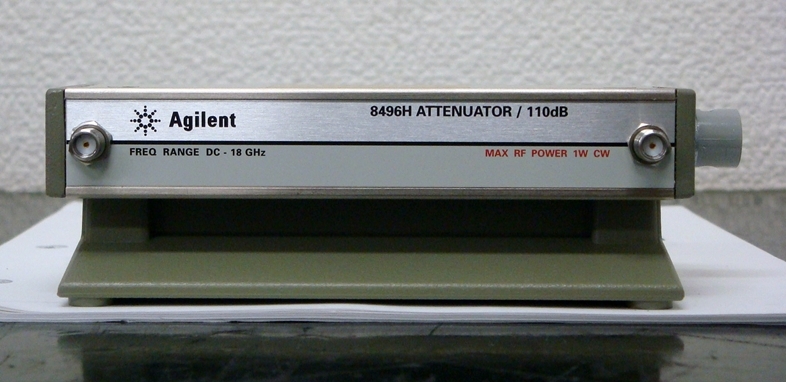 Agilent
8496H ATTENUATOR / 110dB
FREQ RANGE DC - 18 GHz
MAX RF POWER 1W CW